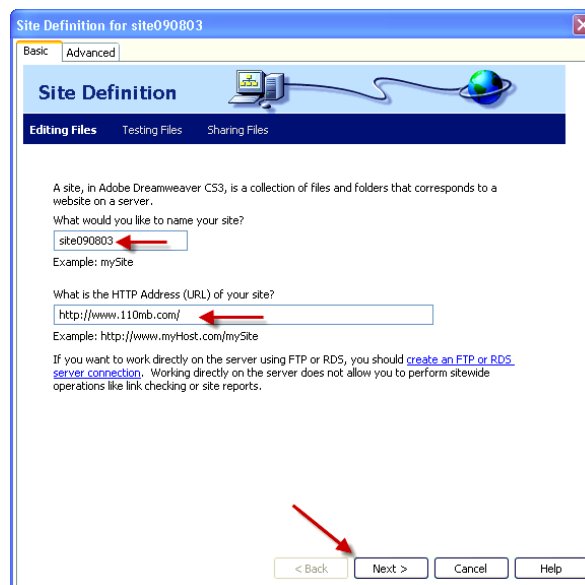 Site Definition for site090803
Basic
Advanced
Site Definition
Editing Files
Testing Files
Sharing Files
A site, in Adobe Dreamweaver CS3, is a collection of files and folders that corresponds to a
website on a server.
What would you like to name your site?
site090803
Example: mySite
What is the HTTP Address (URL) of your site?
http://www.110mb.com/
Example: http://www.myHost.com/mySite
If you want to work directly on the server using FTP or RDS, you should create an FTP or RDS
server connection. Working directly on the server does not allow you to perform sitewide
operations like link checking or site reports.
< Back
Next >
Cancel
Help